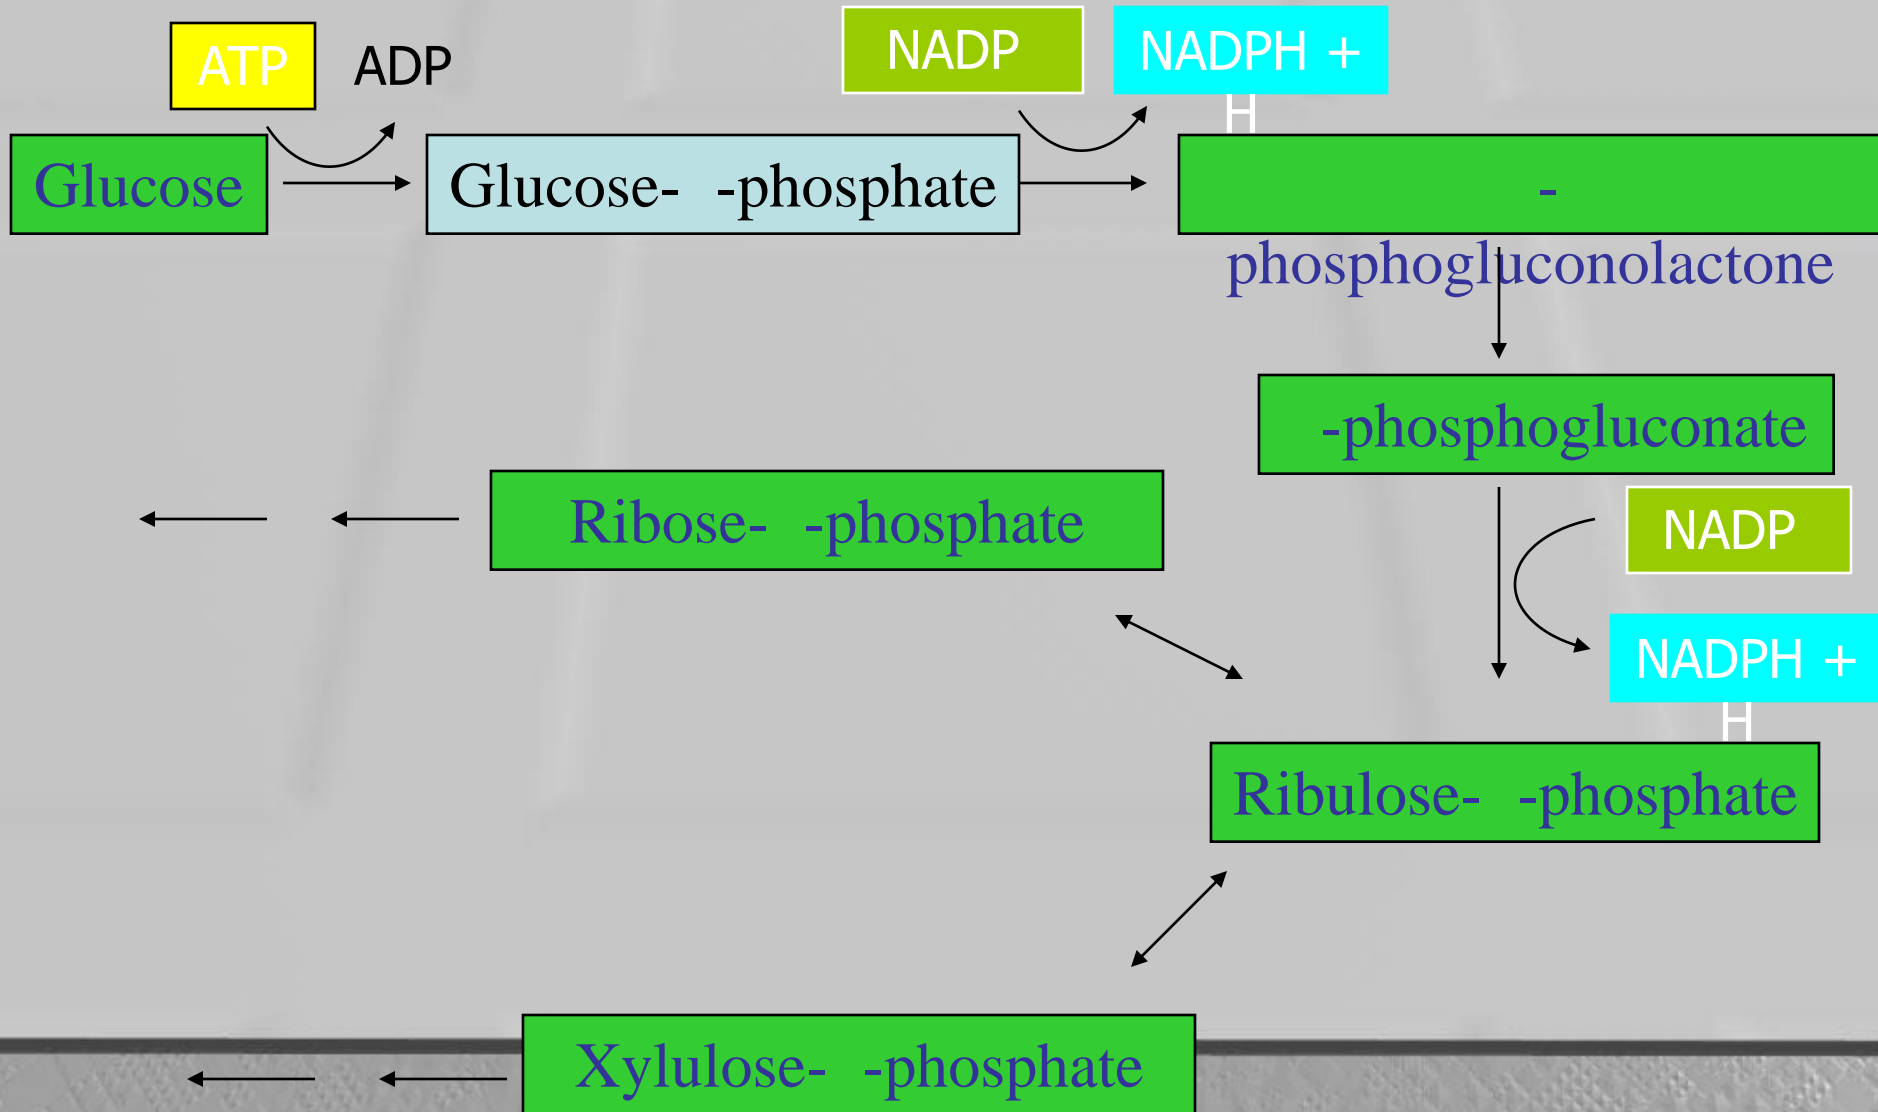 ATP ADP
NADP NADPH +
H
Glucose Glucose- -phosphate -
phosphogluconolactone
-phosphogluconate
Ribose- -phosphate
NADP
NADPH +
H
Ribulose- -phosphate
Xylulose- -phosphate